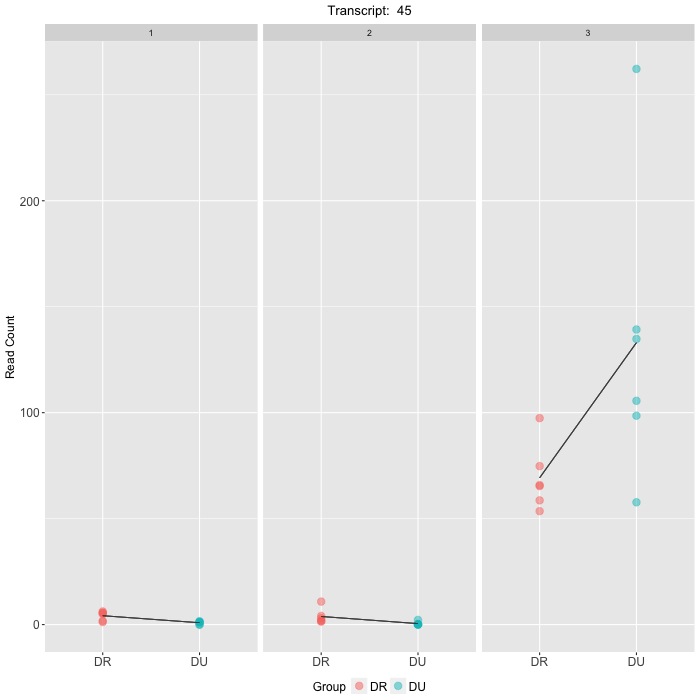 Transcript:  45
1 2 3
Read Count
200
100
0
DR DU DR DU DR DU
Group DR DU